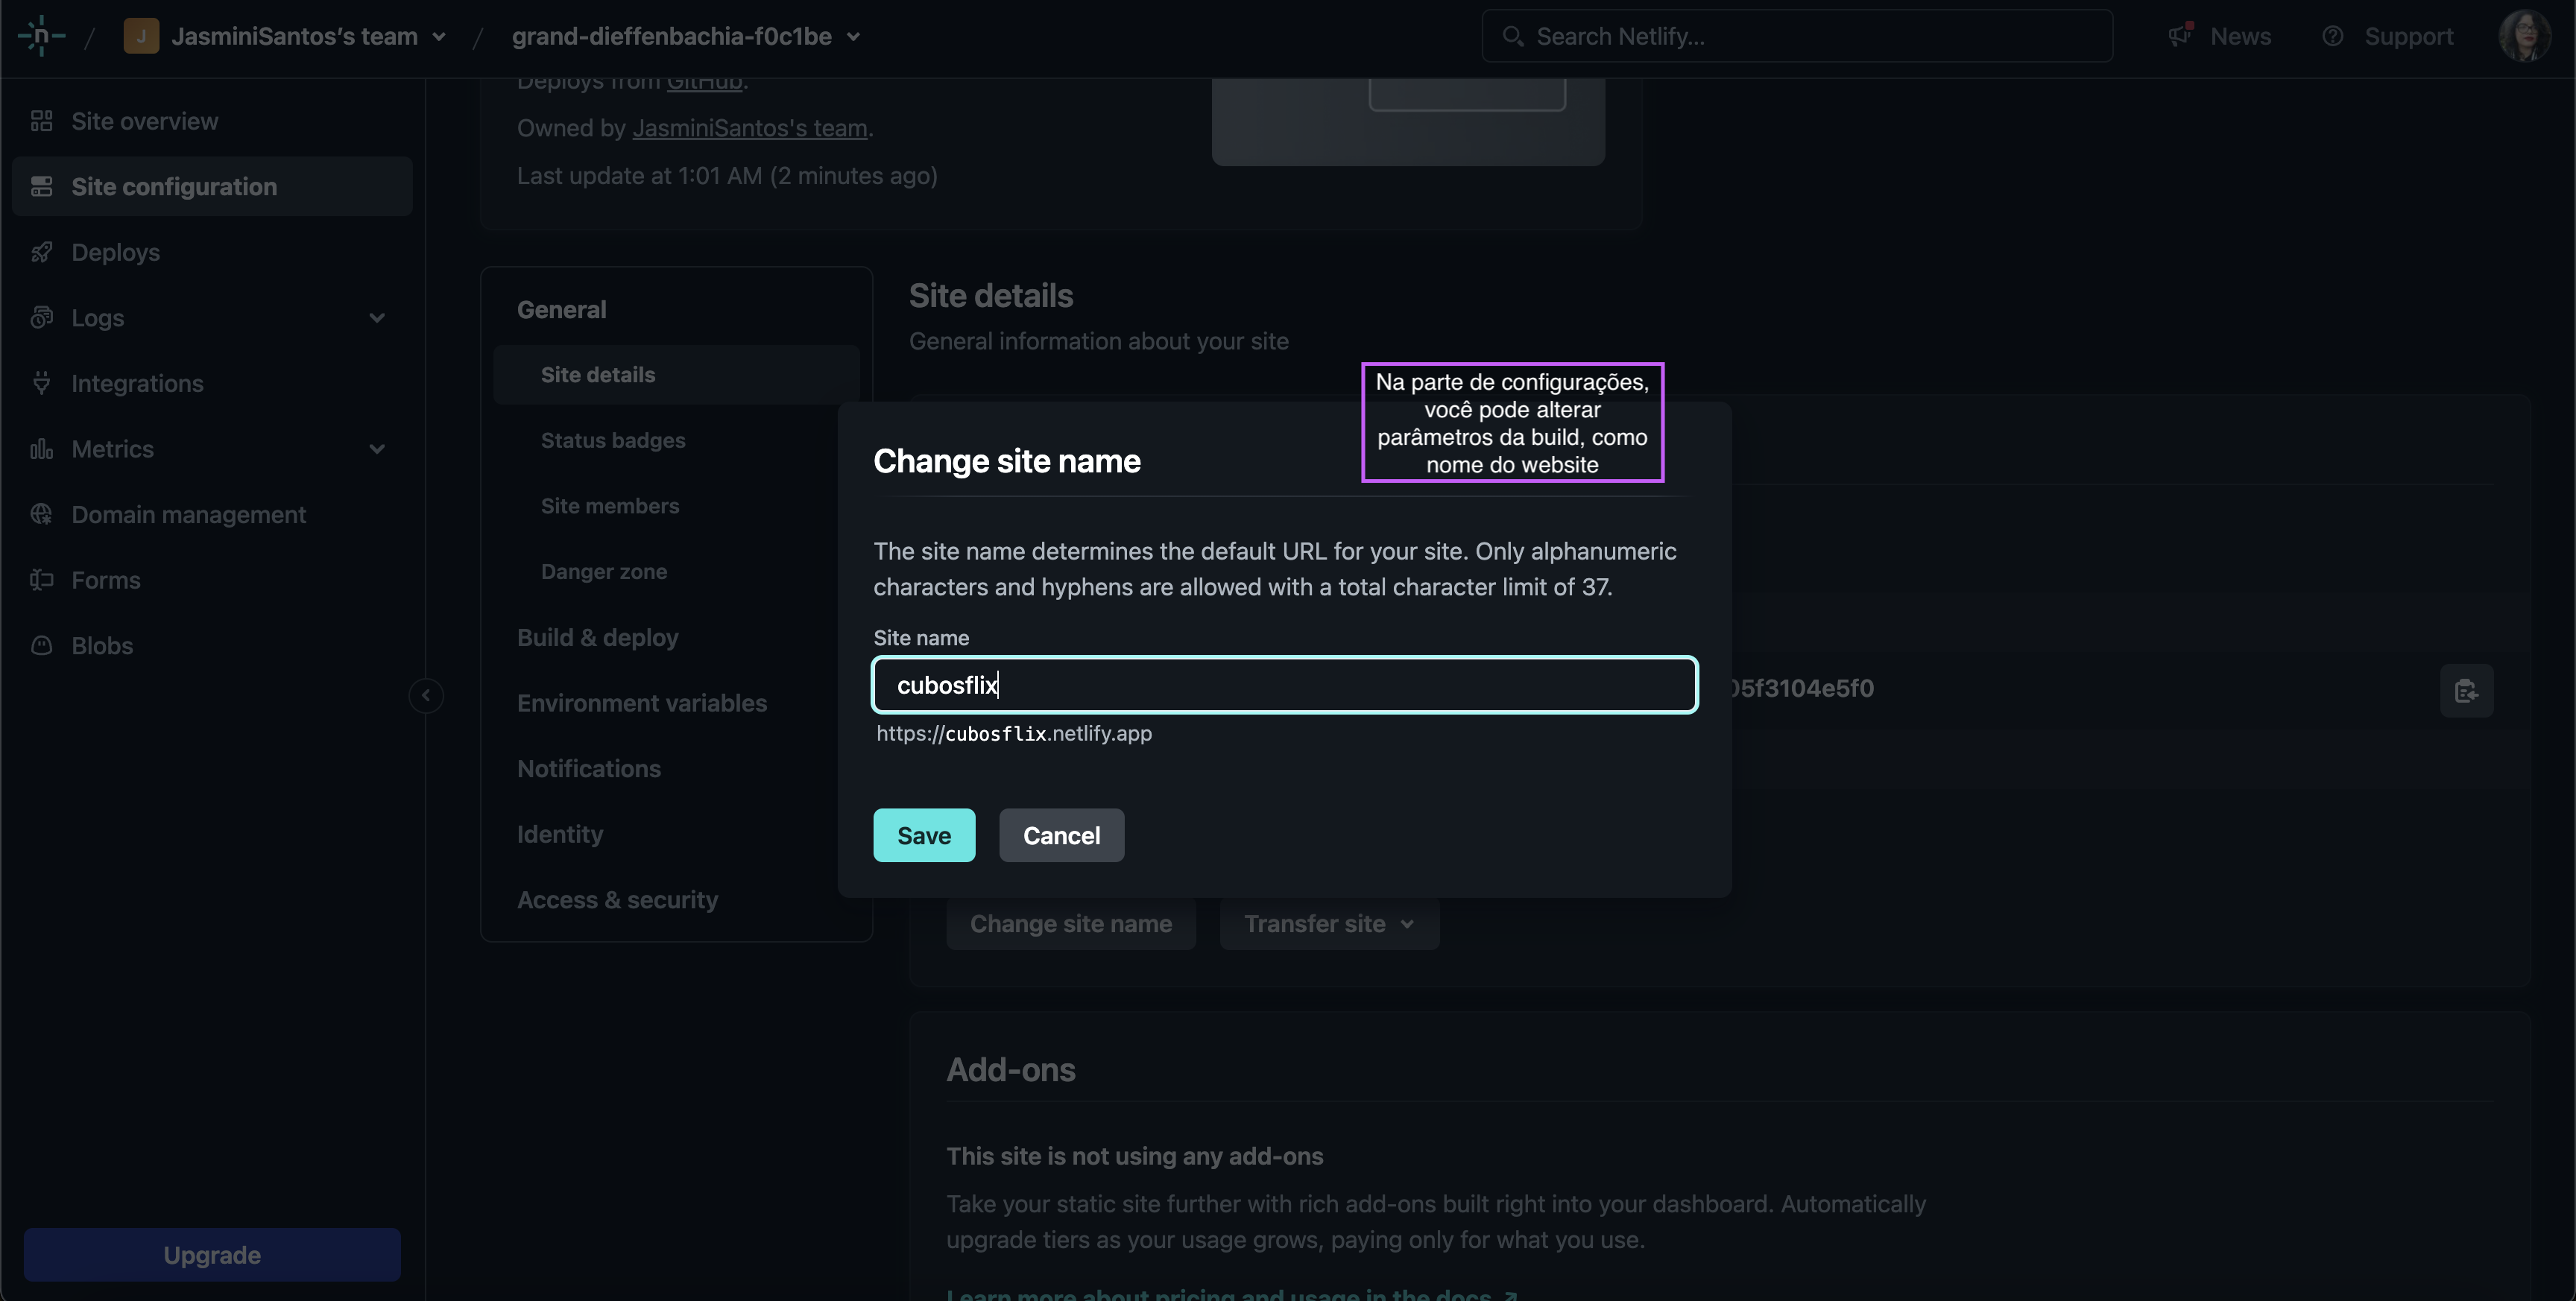 n / J JasminiSantos’s team / grand-dieffenbachia-f0c1be
Search Netlify...
News
Support
Site overview
Site configuration
Deploys
Logs
Integrations
Metrics
Domain management
Forms
Blobs
Upgrade
Deploys from GitHub.
Owned by JasminiSantos's team.
Last update at 1:01 AM (2 minutes ago)
General
Site details
Status badges
Site members
Danger zone
Build & deploy
Environment variables
Notifications
Identity
Access & security
Site details
General information about your site
Na parte de configurações,
você pode alterar
parâmetros da build, como
nome do website
Change site name
The site name determines the default URL for your site. Only alphanumeric
characters and hyphens are allowed with a total character limit of 37.
Site name
cubosflix
https://cubosflix.netlify.app
Save
Cancel
05f3104e5f0
Change site name
Transfer site
Add-ons
This site is not using any add-ons
Take your static site further with rich add-ons built right into your dashboard. Automatically
upgrade tiers as your usage grows, paying only for what you use.
Learn more about pricing and usage in the docs